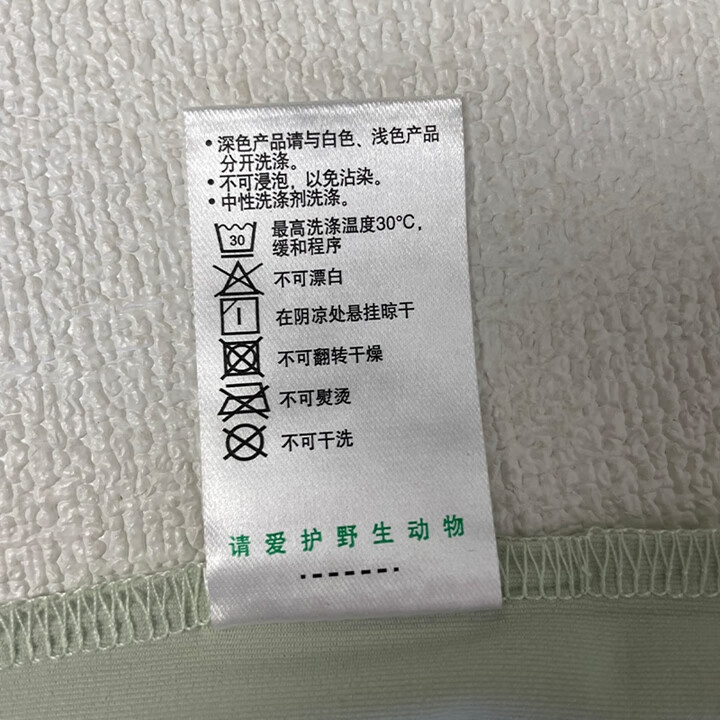 • 深色产品请与白色、浅色产品
分开洗涤。
• 不可浸泡，以免沾染。
• 中性洗涤剂洗涤。
30 最高洗涤温度30°C，
缓和程序
不可漂白
在阴凉处悬挂晾干
不可翻转干燥
不可熨烫
不可干洗
请爱护野生动物